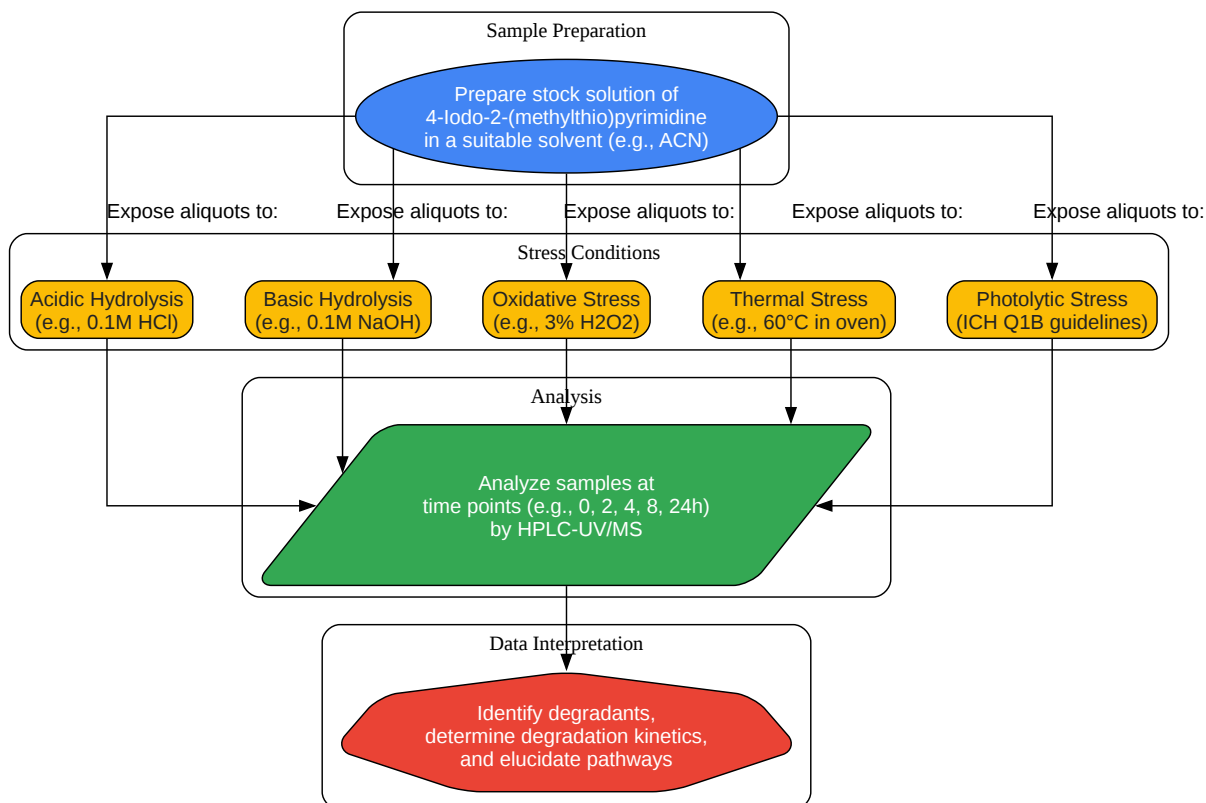 Sample Preparation
Prepare stock solution of
4-Iodo-2-(methylthio)pyrimidine
in a suitable solvent (e.g., ACN)
Expose aliquots to:
Expose aliquots to:
Expose aliquots to:
Expose aliquots to:
Expose aliquots to:
Stress Conditions
Acidic Hydrolysis
(e.g., 0.1M HCl)
Basic Hydrolysis
(e.g., 0.1M NaOH)
Oxidative Stress
(e.g., 3% H2O2)
Thermal Stress
(e.g., 60°C in oven)
Photolytic Stress
(ICH Q1B guidelines)
Analysis
Analyze samples at
time points (e.g., 0, 2, 4, 8, 24h)
by HPLC-UV/MS
Data Interpretation
Identify degradants,
determine degradation kinetics,
and elucidate pathways